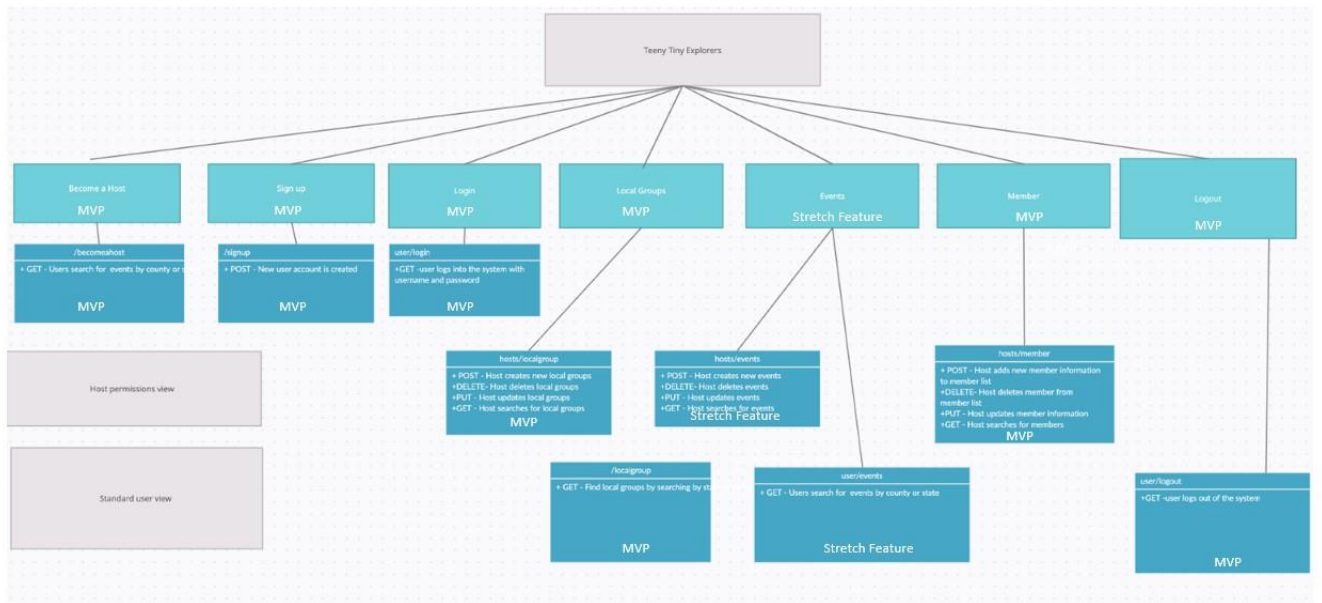 Teeny Tiny Explorers
Become a Host
MVP
Sign up
MVP
Login
MVP
Local Groups
MVP
Events
Stretch Feature
Member
MVP
Logout
MVP
/becomeahost
+ GET - Users search for events by county or
MVP
/signup
+ POST - New user account is created
MVP
user/login
+GET -user logs into the system with
username and password
MVP
Host permissions view
hosts/localgroup
+ POST - Host creates new local groups
+DELETE- Host deletes local groups
+PUT - Host updates local groups
+GET - Host searches for local groups
MVP
hosts/events
+ POST - Host creates new events
+DELETE- Host deletes events
+PUT - Host updates events
+GET - Host searches for events
Stretch Feature
hosts/member
+ POST - Host adds new member information
to member list
+DELETE- Host deletes member from
member list
+PUT - Host updates member information
+GET - Host searches for members
MVP
Standard user view
/localgroup
+ GET - Find local groups by searching by
MVP
user/events
+ GET - Users search for events by county or state
Stretch Feature
user/logout
+GET -user logs out of the system
MVP